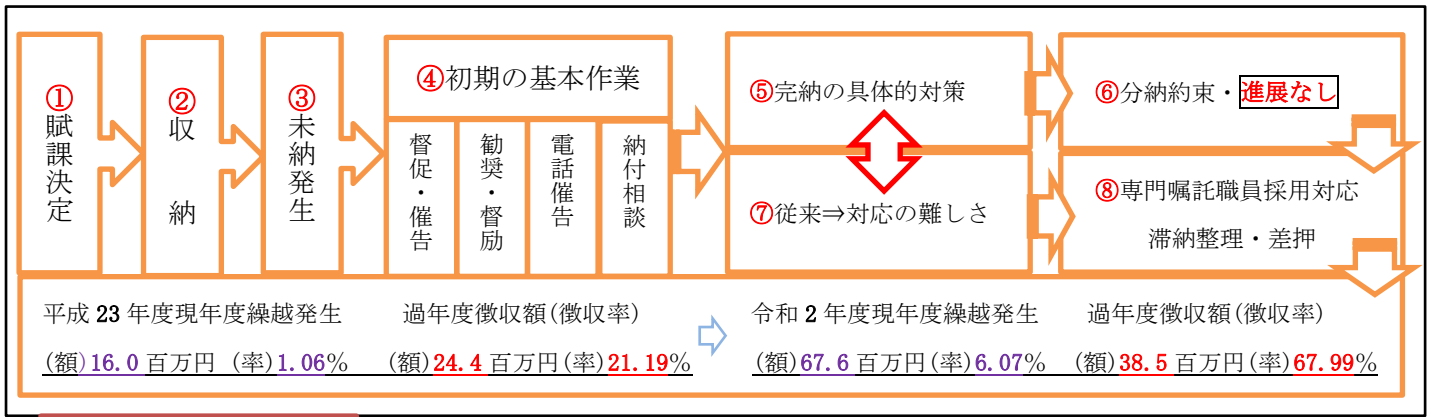 ①賦課決定
②収　納
③未納発生
④初期の基本作業
督促・催告
勧奨・督励
電話催告
納付相談
⑤完納の具体的対策
⑦従来⇒対応の難しさ
⑥分納約束・進展なし
⑧専門嘱託職員採用対応
滞納整理・差押
平成 23 年度現年度繰越発生　過年度徴収額(徴収率)
(額)16.0 百万円 (率)1.06%　(額)24.4 百万円(率)21.19%
令和 2 年度現年度繰越発生　過年度徴収額(徴収率)
(額)67.6 百万円(率)6.07%　(額)38.5 百万円(率)67.99%